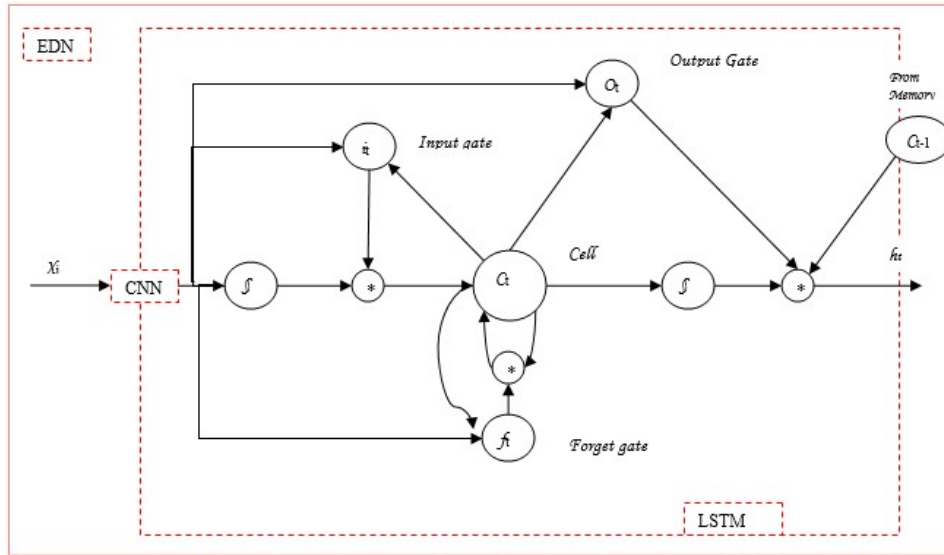 EDN
Output Gate
Oₜ
From
Memory
Cₜ₋₁
iₜ
Input gate
Xᵢ
CNN
∫
*
Cₜ
Cell
∫
*
hₜ
*
fₜ
Forget gate
LSTM